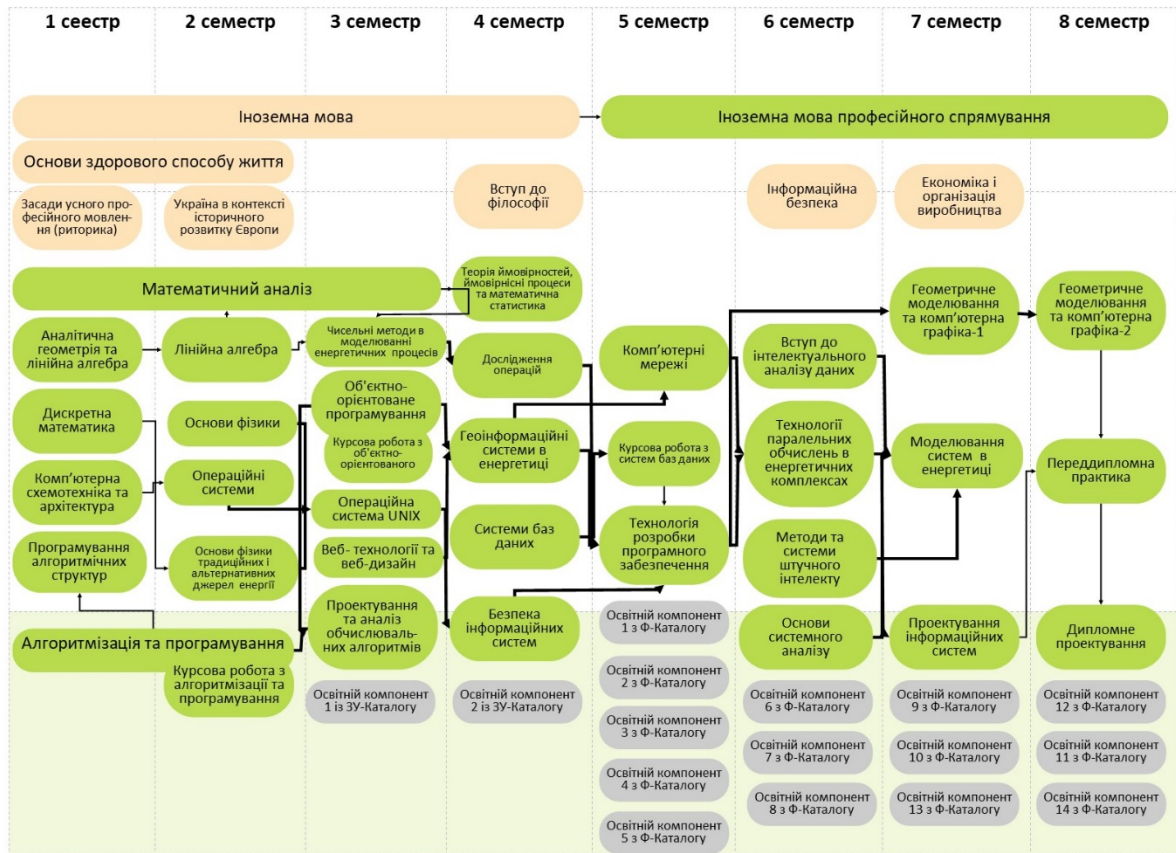 1 сеестр
2 семестр
3 семестр
4 семестр
5 семестр
6 семестр
7 семестр
8 семестр
Іноземна мова
Іноземна мова професійного спрямування
Основи здорового способу життя
Засади усного про-
фесійного мовлен-
ня (риторика)
Україна в контексті
історичного
розвитку Європи
Вступ до
філософії
Інформаційна
безпека
Економіка і
організація
виробництва
Математичний аналіз
Теорія ймовірностей,
ймовірнісні процеси
та математична
статистика
Геометричне
моделювання
та комп'ютерна
графіка-1
Геометричне
моделювання
та комп'ютерна
графіка-2
Аналітична
геометрія та
лінійна алгебра
Лінійна алгебра
Чисельні методи в
моделюванні
енергетичних процесів
Дослідження
операцій
Комп'ютерні
мережі
Вступ до
інтелектуального
аналізу даних
Дискретна
математика
Основи фізики
Об'єктно-
орієнтоване
програмування
Курсова робота з
об'єктно-
орієнтованого
Геоінформаційні
системи в
енергетиці
Курсова робота з
систем баз даних
Технології
паралельних
обчислень в
енергетичних
комплексах
Моделювання
систем в
енергетиці
Переддипломна
практика
Комп'ютерна
схемотехніка та
архітектура
Операційні
системи
Операційна
система UNIX
Системи баз
даних
Технологія
розробки
програмного
забезпечення
Методи та
системи
штучного
інтелекту
Програмування
алгоритмічних
структур
Основи фізики
традиційних і
альтернативних
джерел енергії
Веб- технології та
веб-дизайн
Проектування
та аналіз
обчислюваль-
них алгоритмів
Безпека
інформаційних
систем
Освітній компонент
1 з Ф-Каталогу
Основи
системного
аналізу
Проектування
інформаційних
систем
Дипломне
проектування
Алгоритмізація та програмування
Курсова робота з
алгоритмізації та
програмування
Освітній компонент
1 із ЗУ-Каталогу
Освітній компонент
2 із ЗУ-Каталогу
Освітній компонент
2 з Ф-Каталогу
Освітній компонент
3 з Ф-Каталогу
Освітній компонент
4 з Ф-Каталогу
Освітній компонент
5 з Ф-Каталогу
Освітній компонент
6 з Ф-Каталогу
Освітній компонент
7 з Ф-Каталогу
Освітній компонент
8 з Ф-Каталогу
Освітній компонент
9 з Ф-Каталогу
Освітній компонент
10 з Ф-Каталогу
Освітній компонент
13 з Ф-Каталогу
Освітній компонент
12 з Ф-Каталогу
Освітній компонент
11 з Ф-Каталогу
Освітній компонент
14 з Ф-Каталогу